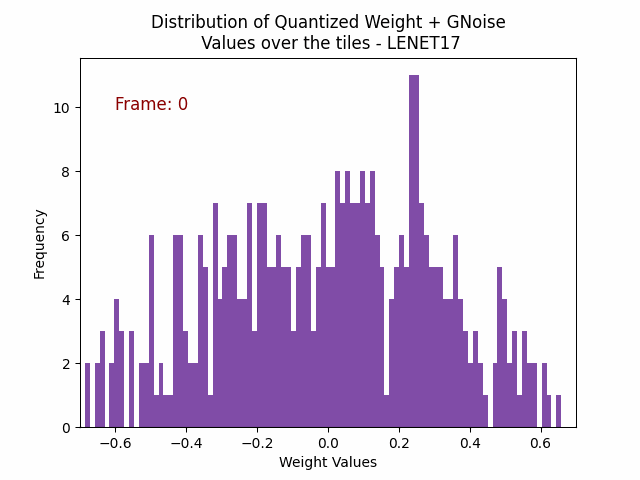 Distribution of Quantized Weight + GNoise
Values over the tiles - LENET17
Frame: 0
Frequency
10
8
6
4
2
0
−0.6 −0.4 −0.2 0.0 0.2 0.4 0.6
Weight Values